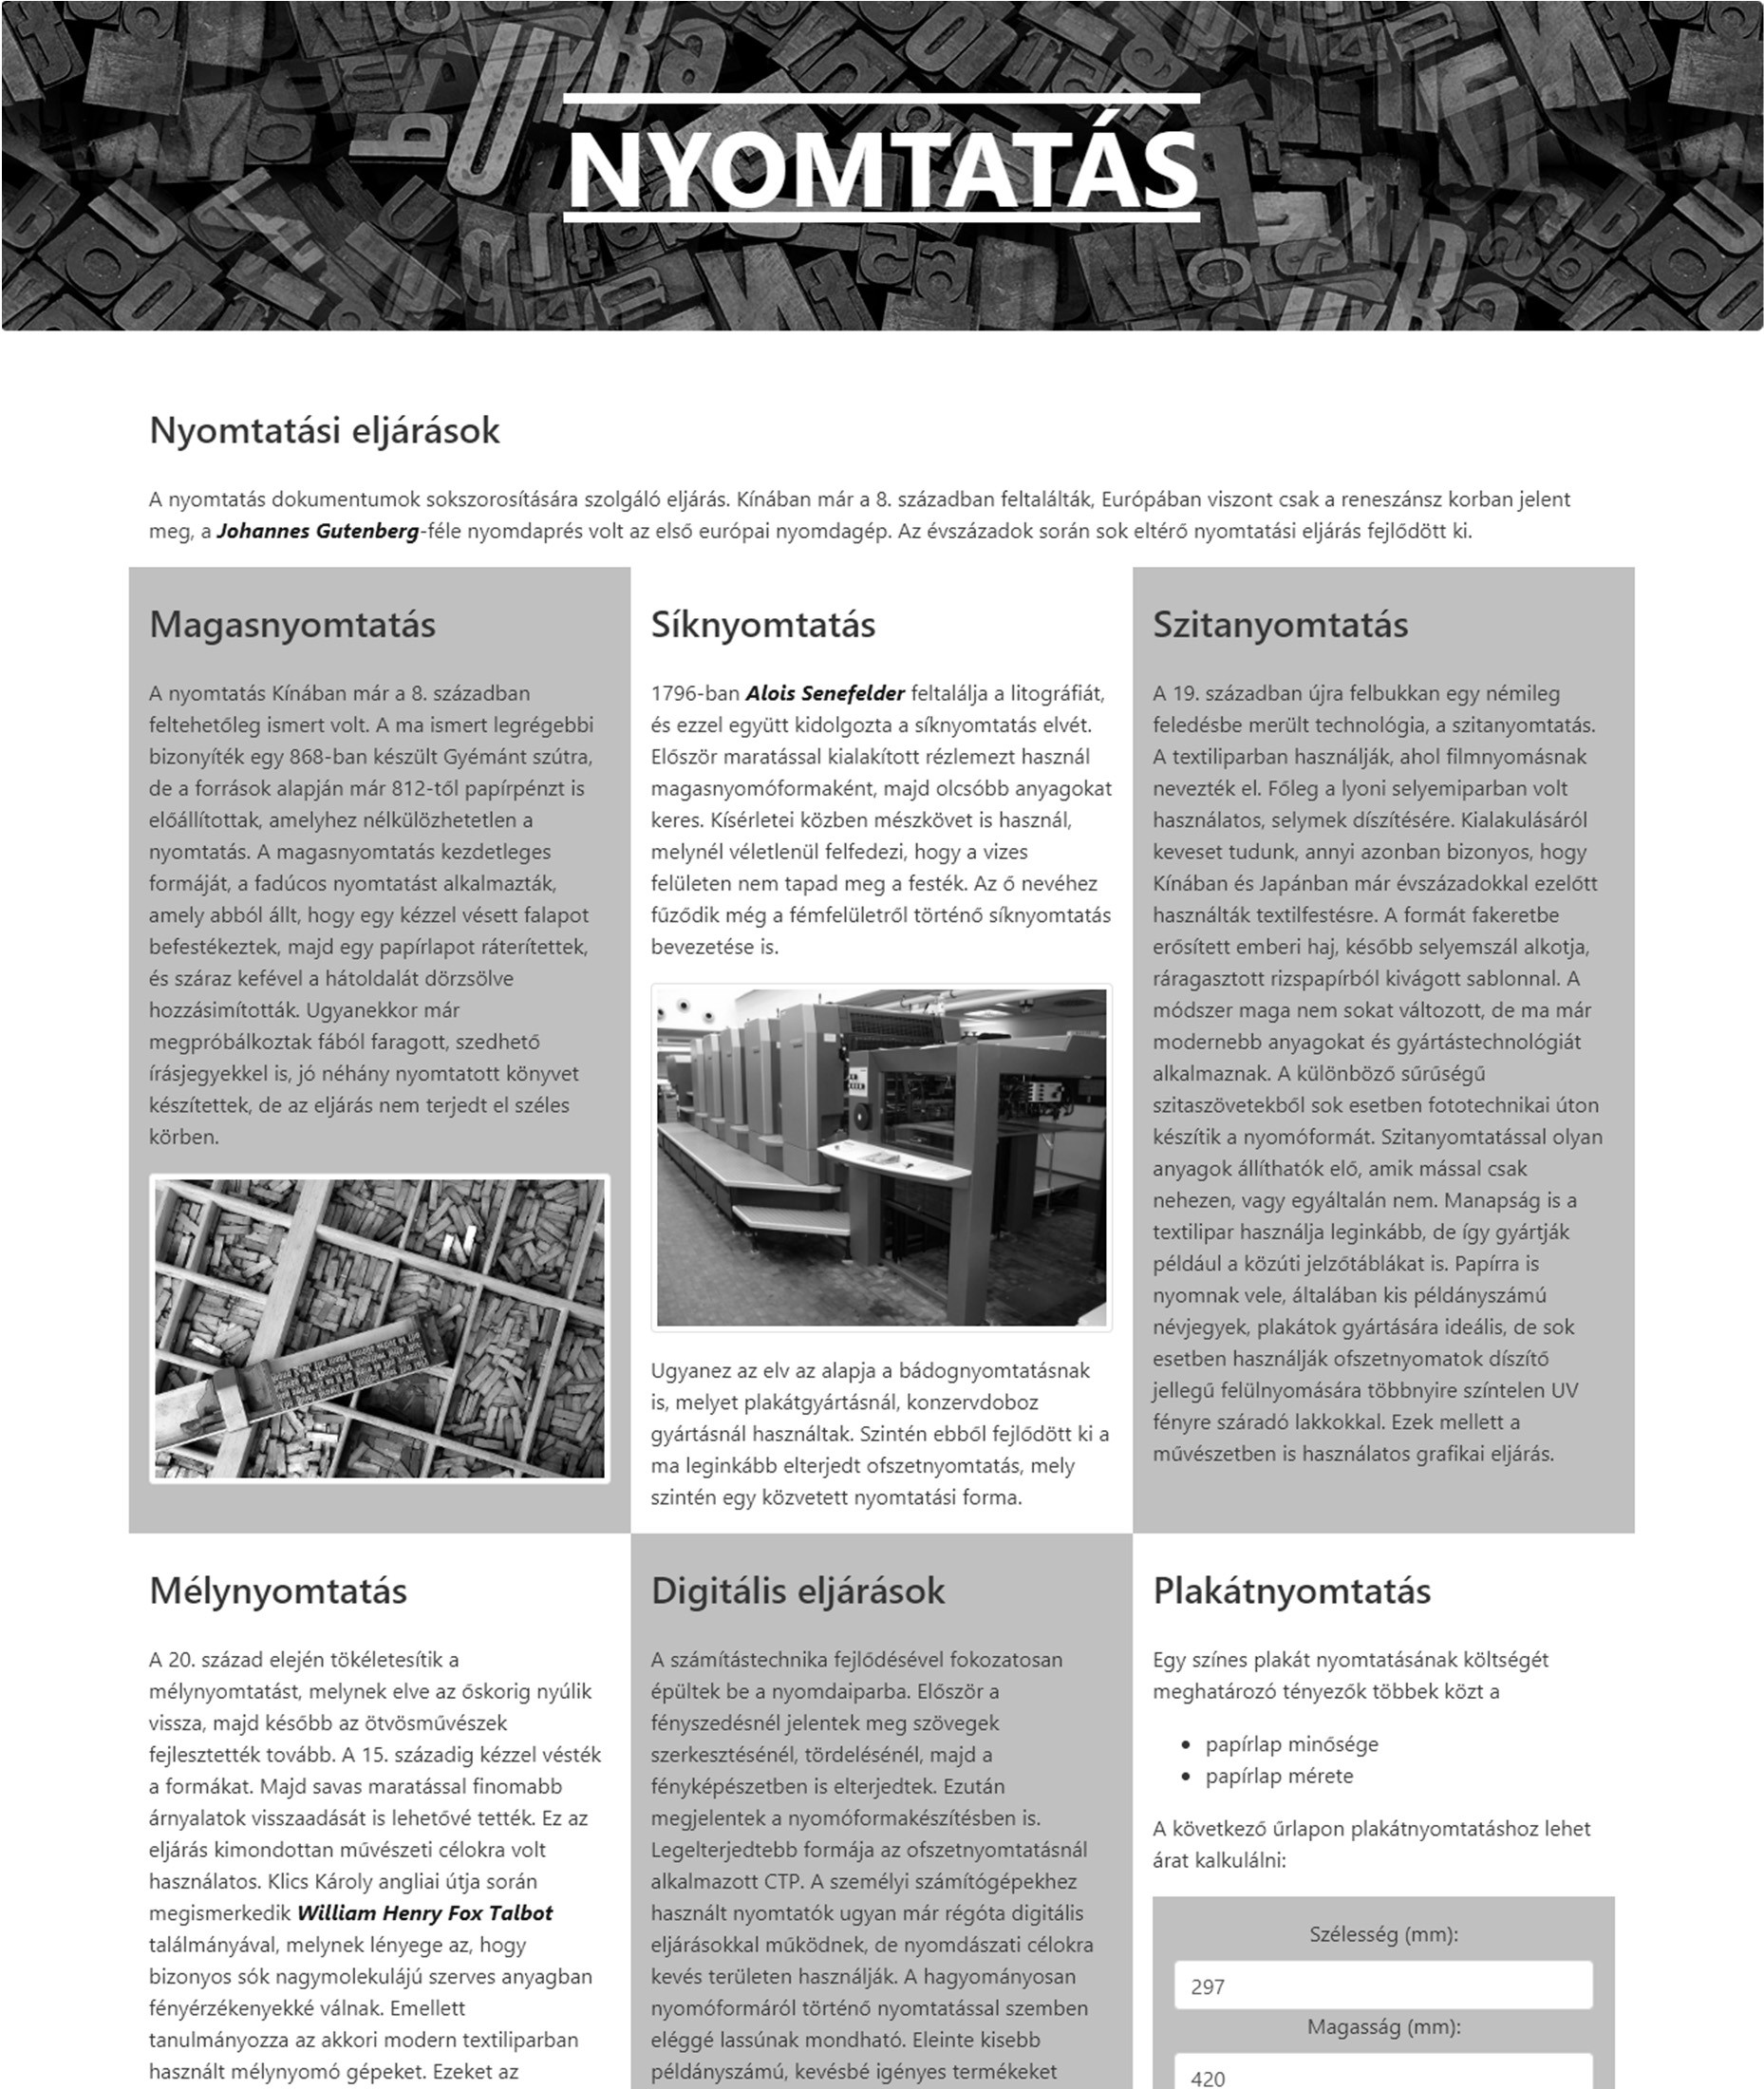 NYOMTATÁS
Nyomtatási eljárások
A nyomtatás dokumentumok sokszorosítására szolgáló eljárás. Kínában már a 8. században feltalálták, Európában viszont csak a reneszánsz korban jelent
meg, a Johannes Gutenberg-féle nyomdaprés volt az első európai nyomdagép. Az évszázadok során sok eltérő nyomtatási eljárás fejlődött ki.
Magasnyomtatás
A nyomtatás Kínában már a 8. században
feltehetőleg ismert volt. A ma ismert legrégebbi
bizonyíték egy 868-ban készült Gyémánt szútra,
de a források alapján már 812-től papírpénzt is
előállítottak, amelyhez nélkülözhetetlen a
nyomtatás. A magasnyomtatás kezdetleges
formáját, a fadúcos nyomtatást alkalmazták,
amely abból állt, hogy egy kézzel vésett falapot
befestékeztek, majd egy papírlapot ráterítettek,
és száraz kefével a hátoldalát dörzsölve
hozzásimították. Ugyanekkor már
megpróbálkoztak fából faragott, szedhető
írásjegyekkel is, jó néhány nyomtatott könyvet
készítettek, de az eljárás nem terjedt el széles
körben.
Síknyomtatás
1796-ban Alois Senefelder feltalálja a litográfiát,
és ezzel együtt kidolgozta a síknyomtatás elvét.
Először maratással kialakított rézlemezt használ
magasnyomóformaként, majd olcsóbb anyagokat
keres. Kísérletei közben mészkövet is használ,
melynél véletlenül felfedezi, hogy a vizes
felületen nem tapad meg a festék. Az ő nevéhez
fűződik még a fémfelületről történő síknyomtatás
bevezetése is.
Ugyanez az elv az alapja a bádognyomtatásnak
is, melyet plakátgyártásnál, konzervdoboz
gyártásnál használtak. Szintén ebből fejlődött ki a
ma leginkább elterjedt ofszetnyomtatás, mely
szintén egy közvetett nyomtatási forma.
Szitanyomtatás
A 19. században újra felbukkan egy némileg
feledésbe merült technológia, a szitanyomtatás.
A textiliparban használják, ahol filmnyomásnak
nevezték el. Főleg a lyoni selyemiparban volt
használatos, selymek díszítésére. Kialakulásáról
keveset tudunk, annyi azonban bizonyos, hogy
Kínában és Japánban már évszázadokkal ezelőtt
használták textilfestésre. A formát fakeretbe
erősített emberi haj, később selyemszál alkotja,
ráragasztott rizspapírból kivágott sablonnal. A
módszer maga nem sokat változott, de ma már
modernebb anyagokat és gyártástechnológiát
alkalmaznak. A különböző sűrűségű
szitaszövetekből sok esetben fototechnikai úton
készítik a nyomóformát. Szitanyomtatással olyan
anyagok állíthatók elő, amik mással csak
nehezen, vagy egyáltalán nem. Manapság is a
textilipar használja leginkább, de így gyártják
például a közúti jelzőtáblákat is. Papírra is
nyomnak vele, általában kis példányszámú
névjegyek, plakátok gyártására ideális, de sok
esetben használják ofszetnyomatok díszítő
jellegű felülnyomására többnyire színtelen UV
fényre száradó lakkokkal. Ezek mellett a
művészetben is használatos grafikai eljárás.
Mélynyomtatás
A 20. század elején tökéletesítik a
mélynyomtatást, melynek elve az őskorig nyúlik
vissza, majd később az ötvösművészek
fejlesztették tovább. A 15. századig kézzel vésték
a formákat. Majd savas maratással finomabb
árnyalatok visszaadását is lehetővé tették. Ez az
eljárás kimondottan művészeti célokra volt
használatos. Klics Károly angliai útja során
megismerkedik William Henry Fox Talbot
találmányával, melynek lényege az, hogy
bizonyos sók nagymolekulájú szerves anyagban
fényérzékenyekké válnak. Emellett
tanulmányozza az akkori modern textiliparban
használt mélynyomó gépeket. Ezeket az
Digitális eljárások
A számítástechnika fejlődésével fokozatosan
épültek be a nyomdaiparba. Először a
fényszedésnél jelentek meg szövegek
szerkesztésénél, tördelésénél, majd a
fényképészetben is elterjedtek. Ezután
megjelentek a nyomóformakészítésben is.
Legelterjedtebb formája az ofszetnyomtatásnál
alkalmazott CTP. A személyi számítógépekhez
használt nyomtatók ugyan már régóta digitális
eljárásokkal működnek, de nyomdászati célokra
kevés területen használják. A hagyományosan
nyomóformáról történő nyomtatással szemben
eléggé lassúnak mondható. Eleinte kisebb
példányszámú, kevésbé igényes termékeket
Plakátnyomtatás
Egy színes plakát nyomtatásának költségét
meghatározó tényezők többek közt a
• papírlap minősége
• papírlap mérete
A következő űrlapon plakátnyomtatáshoz lehet
árat kalkulálni:
Szélesség (mm):
297
Magasság (mm):
420